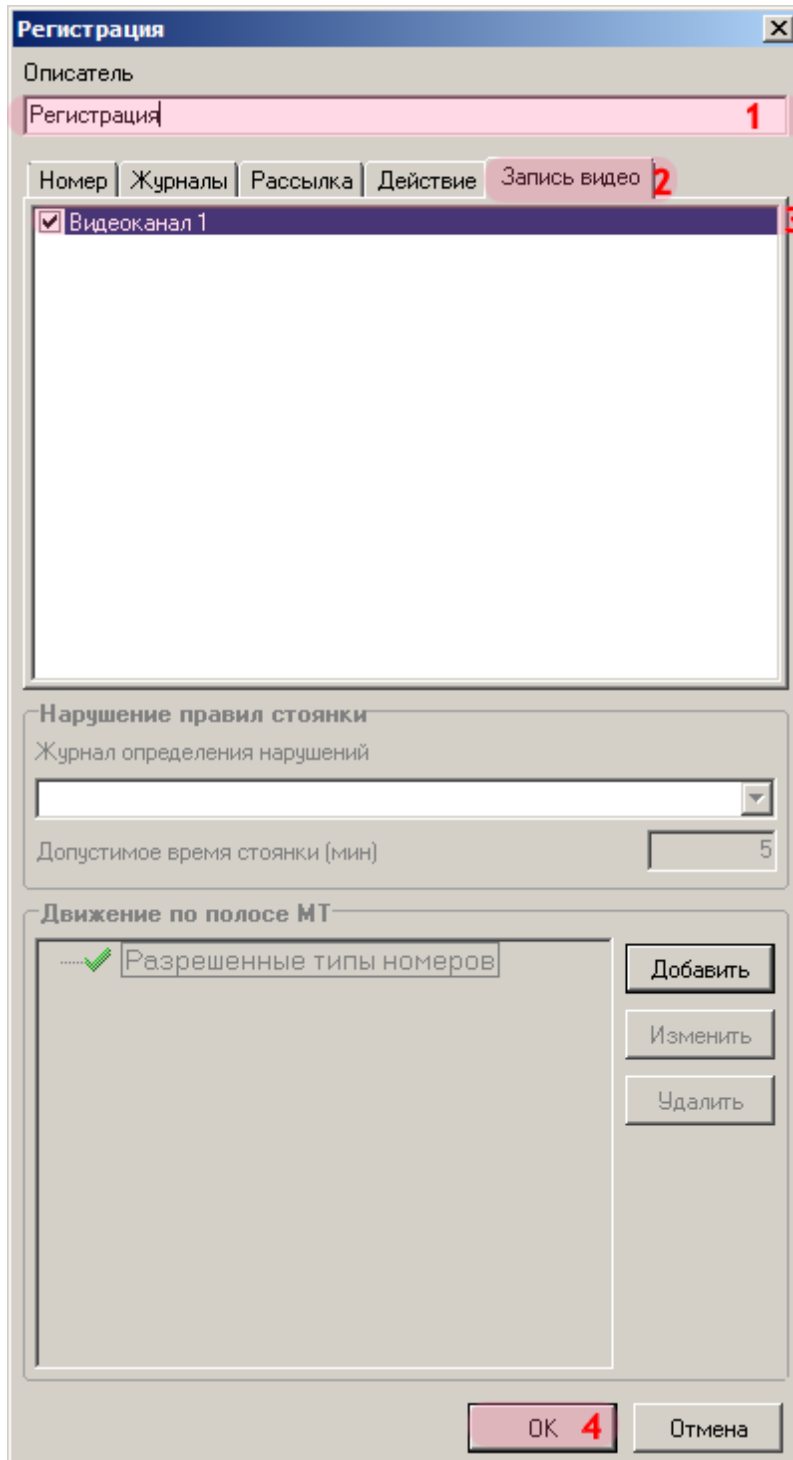 Регистрация
Описатель
Регистрация 1
Номер Журналы Рассылка Действие Запись видео 2
Видеоканал 1 3
Нарушение правил стоянки
Журнал определения нарушений
Допустимое время стоянки (мин) 5
Движение по полосе МТ
Разрешенные типы номеров
Добавить
Изменить
Удалить
OK 4 Отмена